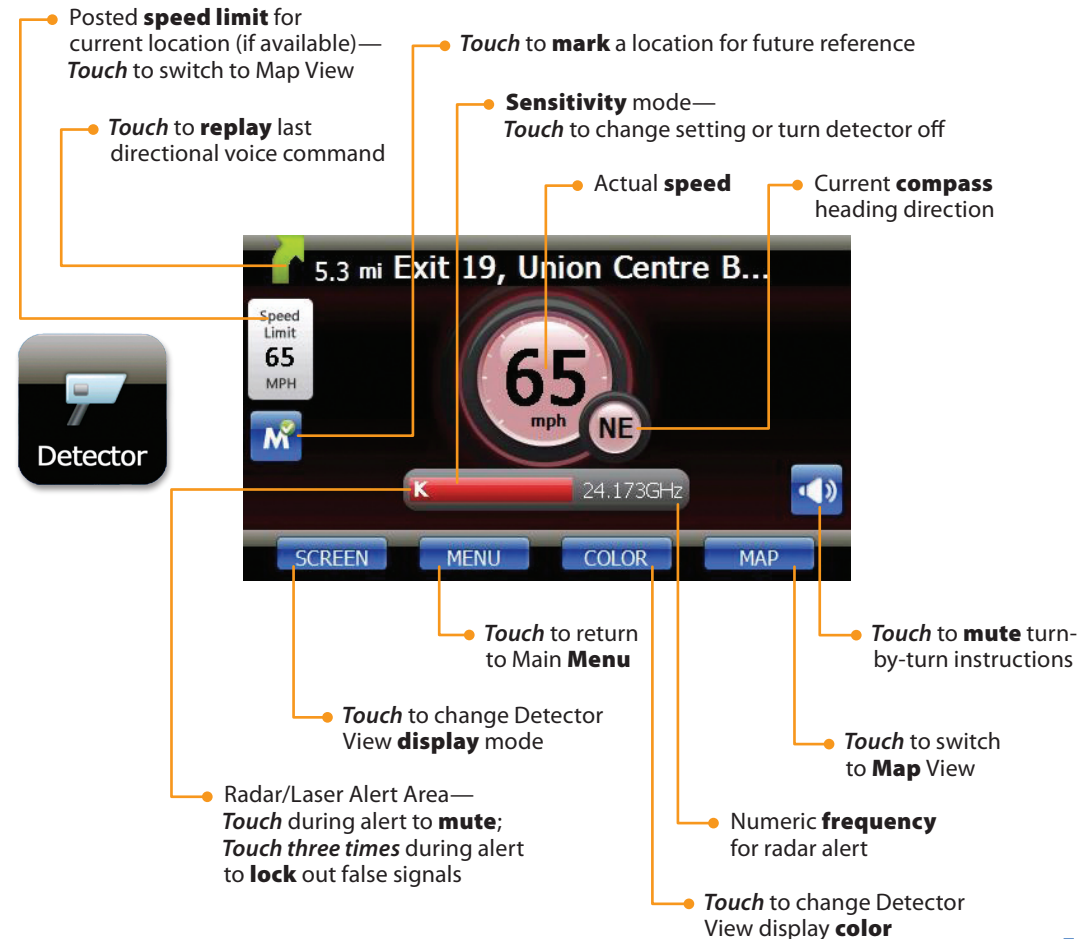 Posted speed limit for
current location (if available)—
Touch to switch to Map View
Touch to mark a location for future reference
Sensitivity mode—
Touch to change setting or turn detector off
Touch to replay last
directional voice command
Actual speed
Current compass
heading direction
5.3 mi Exit 19, Union Centre B...
Speed
Limit
65
MPH
65
mph
NE
M
Detector
K 24.173GHz
SCREEN MENU COLOR MAP
Touch to return
to Main Menu
Touch to mute turn-
by-turn instructions
Touch to change Detector
View display mode
Touch to switch
to Map View
Radar/Laser Alert Area—
Touch during alert to mute;
Touch three times during alert
to lock out false signals
Numeric frequency
for radar alert
Touch to change Detector
View display color